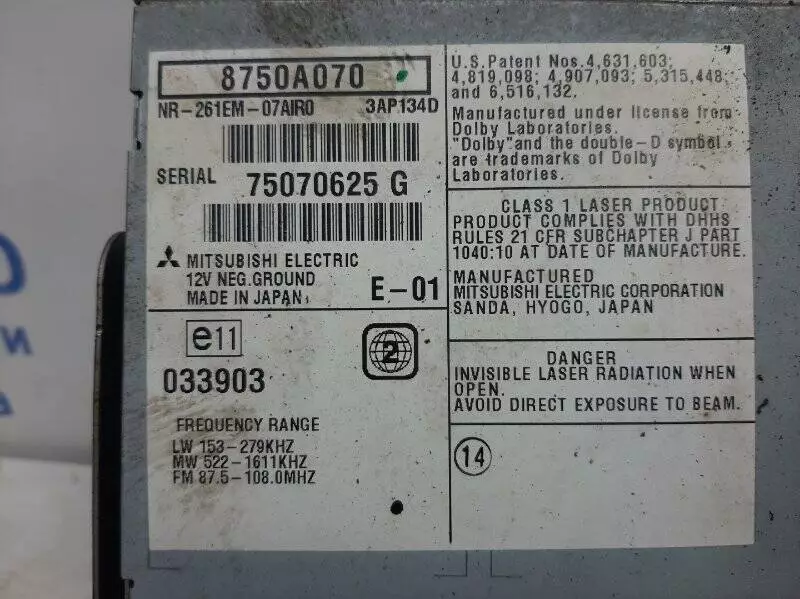 8750A070
NR-261EM-07AIR0 3AP134D
SERIAL 75070625 G
MITSUBISHI ELECTRIC
12V NEG.GROUND
MADE IN JAPAN
E-01
e11
033903
2
FREQUENCY RANGE
LW 153-279KHZ
MW 522-1611KHZ
FM 87.5-108.0MHZ
U.S.Patent Nos.4,631,603;
4,819,098; 4,907,093; 5,315,448;
and 6,516,132.
Manufactured under license from
Dolby Laboratories.
"Dolby" and the double-D symbol
are trademarks of Dolby
Laboratories.
CLASS 1 LASER PRODUCT
PRODUCT COMPLIES WITH DHHS
RULES 21 CFR SUBCHAPTER J PART
1040:10 AT DATE OF MANUFACTURE.
MANUFACTURED
MITSUBISHI ELECTRIC CORPORATION
SANDA, HYOGO, JAPAN
DANGER
INVISIBLE LASER RADIATION WHEN
OPEN.
AVOID DIRECT EXPOSURE TO BEAM.
14